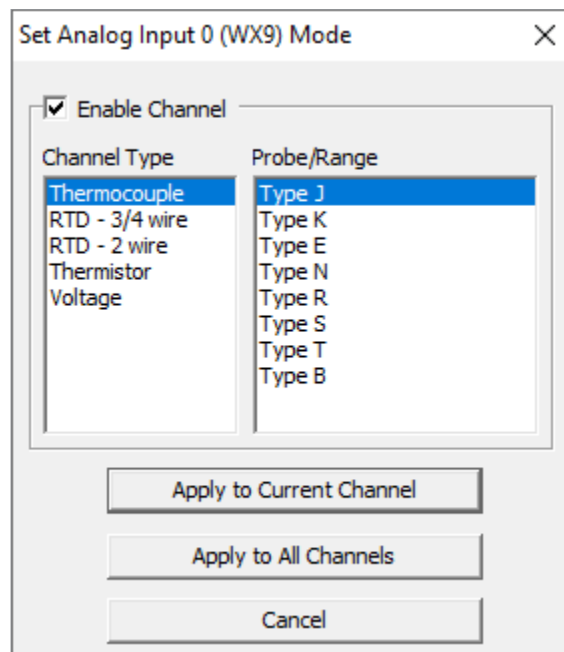 Set Analog Input 0 (WX9) Mode
Enable Channel
Channel Type
Probe/Range
Thermocouple
RTD - 3/4 wire
RTD - 2 wire
Thermistor
Voltage
Type J
Type K
Type E
Type N
Type R
Type S
Type T
Type B
Apply to Current Channel
Apply to All Channels
Cancel